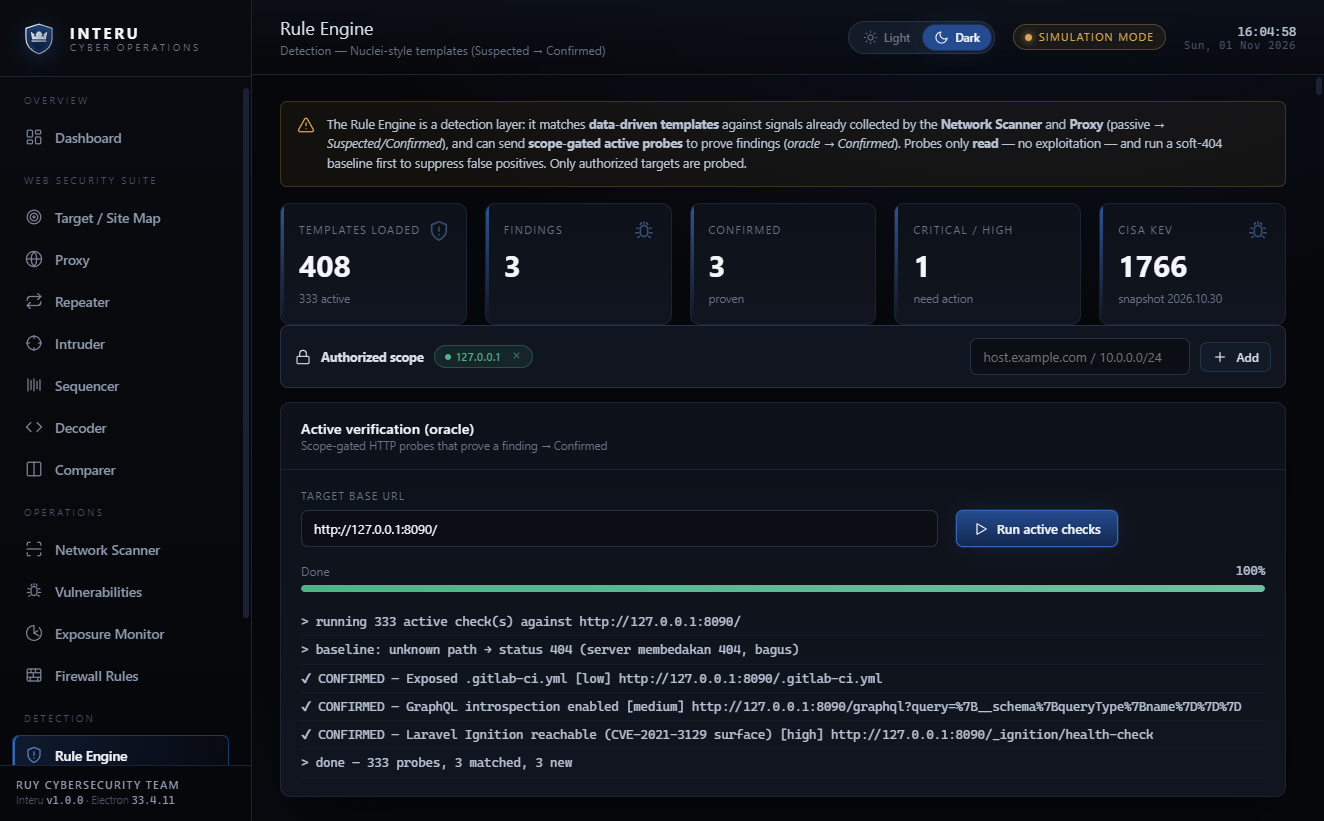 INTERU
CYBER OPERATIONS
OVERVIEW
Dashboard
WEB SECURITY SUITE
Target / Site Map
Proxy
Repeater
Intruder
Sequencer
Decoder
Comparer
OPERATIONS
Network Scanner
Vulnerabilities
Exposure Monitor
Firewall Rules
DETECTION
Rule Engine
RUY CYBERSECURITY TEAM
Interu v1.0.0 · Electron 33.4.11
Rule Engine
Detection — Nuclei-style templates (Suspected → Confirmed)
Light
Dark
SIMULATION MODE
16:04:58
Sun, 01 Nov 2026
The Rule Engine is a detection layer: it matches data-driven templates against signals already collected by the Network Scanner and Proxy (passive →
Suspected/Confirmed), and can send scope-gated active probes to prove findings (oracle → Confirmed). Probes only read — no exploitation — and run a soft-404
baseline first to suppress false positives. Only authorized targets are probed.
TEMPLATES LOADED
408
333 active
FINDINGS
3
CONFIRMED
3
proven
CRITICAL / HIGH
1
need action
CISA KEV
1766
snapshot 2026.10.30
Authorized scope
127.0.0.1 ×
host.example.com / 10.0.0.0/24
+ Add
Active verification (oracle)
Scope-gated HTTP probes that prove a finding → Confirmed
TARGET BASE URL
http://127.0.0.1:8090/
Run active checks
Done
100%
> running 333 active check(s) against http://127.0.0.1:8090/
> baseline: unknown path → status 404 (server membedakan 404, bagus)
✓ CONFIRMED — Exposed .gitlab-ci.yml [low] http://127.0.0.1:8090/.gitlab-ci.yml
✓ CONFIRMED — GraphQL introspection enabled [medium] http://127.0.0.1:8090/graphql?query=%7B__schema%7BqueryType%7Bname%7D%7D%7D
✓ CONFIRMED — Laravel Ignition reachable (CVE-2021-3129 surface) [high] http://127.0.0.1:8090/_ignition/health-check
> done — 333 probes, 3 matched, 3 new